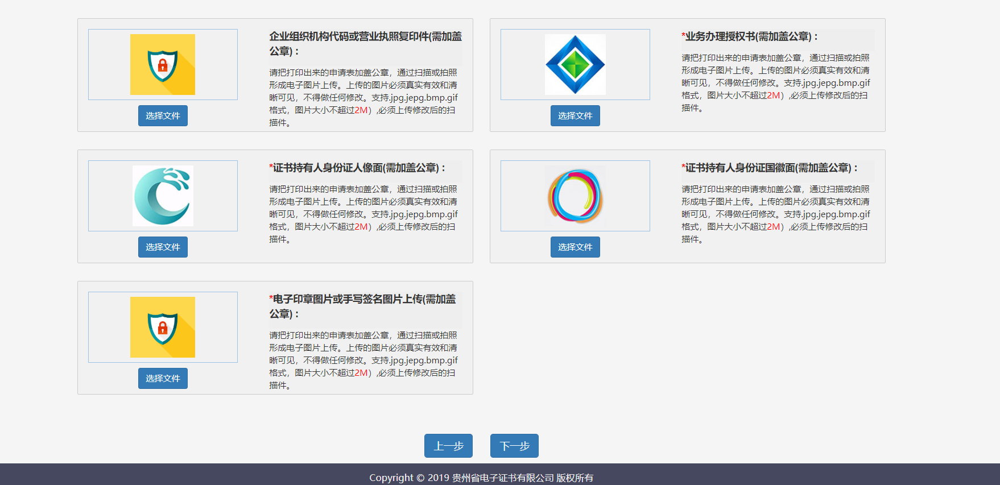 企业组织机构代码或营业执照复印件(需加盖
公章)：
请把打印出来的申请表加盖公章，通过扫描或拍照
形成电子图片上传。上传的图片必须真实有效和清
晰可见，不得做任何修改。支持.jpg.jepg.bmp.gif
格式，图片大小不超过2M）,必须上传修改后的扫
描件。
选择文件
*业务办理授权书(需加盖公章)：
请把打印出来的申请表加盖公章，通过扫描或拍照
形成电子图片上传。上传的图片必须真实有效和清
晰可见，不得做任何修改。支持.jpg.jepg.bmp.gif
格式，图片大小不超过2M）,必须上传修改后的扫
描件。
选择文件
*证书持有人身份证人像面(需加盖公章)：
请把打印出来的申请表加盖公章，通过扫描或拍照
形成电子图片上传。上传的图片必须真实有效和清
晰可见，不得做任何修改。支持.jpg.jepg.bmp.gif
格式，图片大小不超过2M）,必须上传修改后的扫
描件。
选择文件
*证书持有人身份证国徽面(需加盖公章)：
请把打印出来的申请表加盖公章，通过扫描或拍照
形成电子图片上传。上传的图片必须真实有效和清
晰可见，不得做任何修改。支持.jpg.jepg.bmp.gif
格式，图片大小不超过2M）,必须上传修改后的扫
描件。
选择文件
*电子印章图片或手写签名图片上传(需加盖
公章)：
请把打印出来的申请表加盖公章，通过扫描或拍照
形成电子图片上传。上传的图片必须真实有效和清
晰可见，不得做任何修改。支持.jpg.jepg.bmp.gif
格式，图片大小不超过2M）,必须上传修改后的扫
描件。
选择文件
上一步
下一步
Copyright © 2019 贵州省电子证书有限公司 版权所有